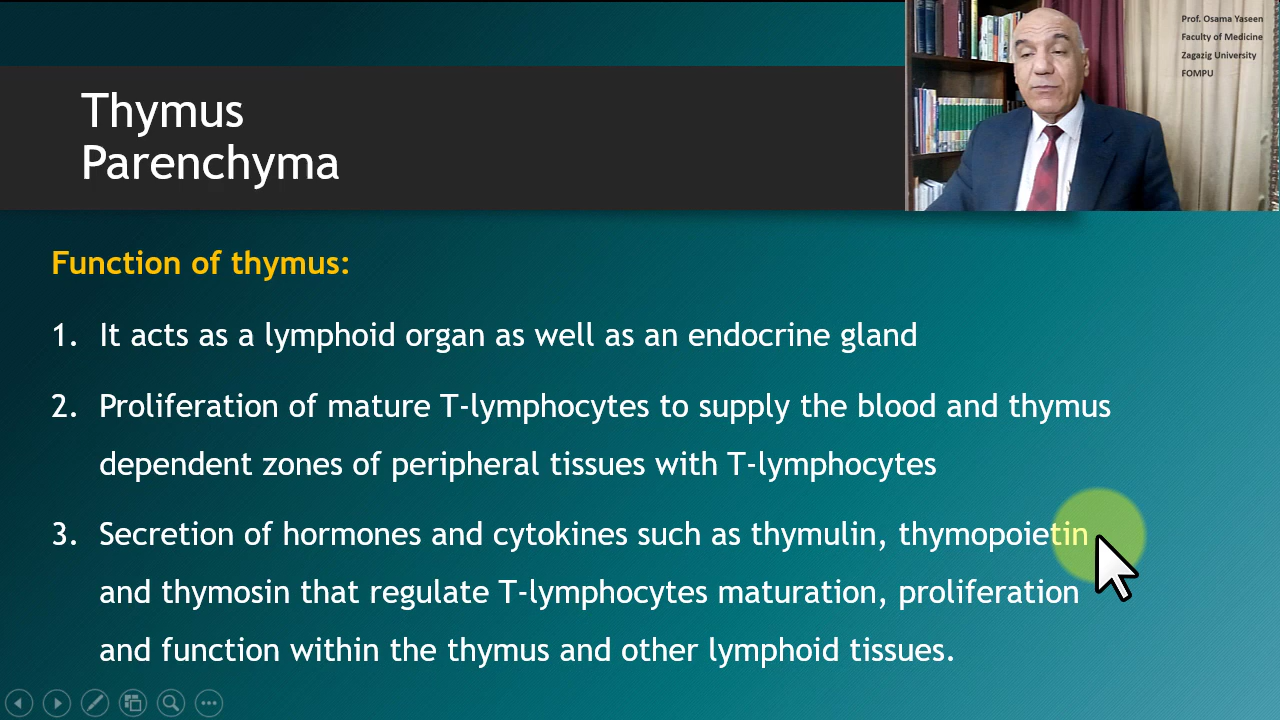 Prof. Osama Yaseen
Faculty of Medicine
Zagazig University
FOMPU
Thymus
Parenchyma
Function of thymus:
1. It acts as a lymphoid organ as well as an endocrine gland
2. Proliferation of mature T-lymphocytes to supply the blood and thymus
dependent zones of peripheral tissues with T-lymphocytes
3. Secretion of hormones and cytokines such as thymulin, thymopoietin
and thymosin that regulate T-lymphocytes maturation, proliferation
and function within the thymus and other lymphoid tissues.